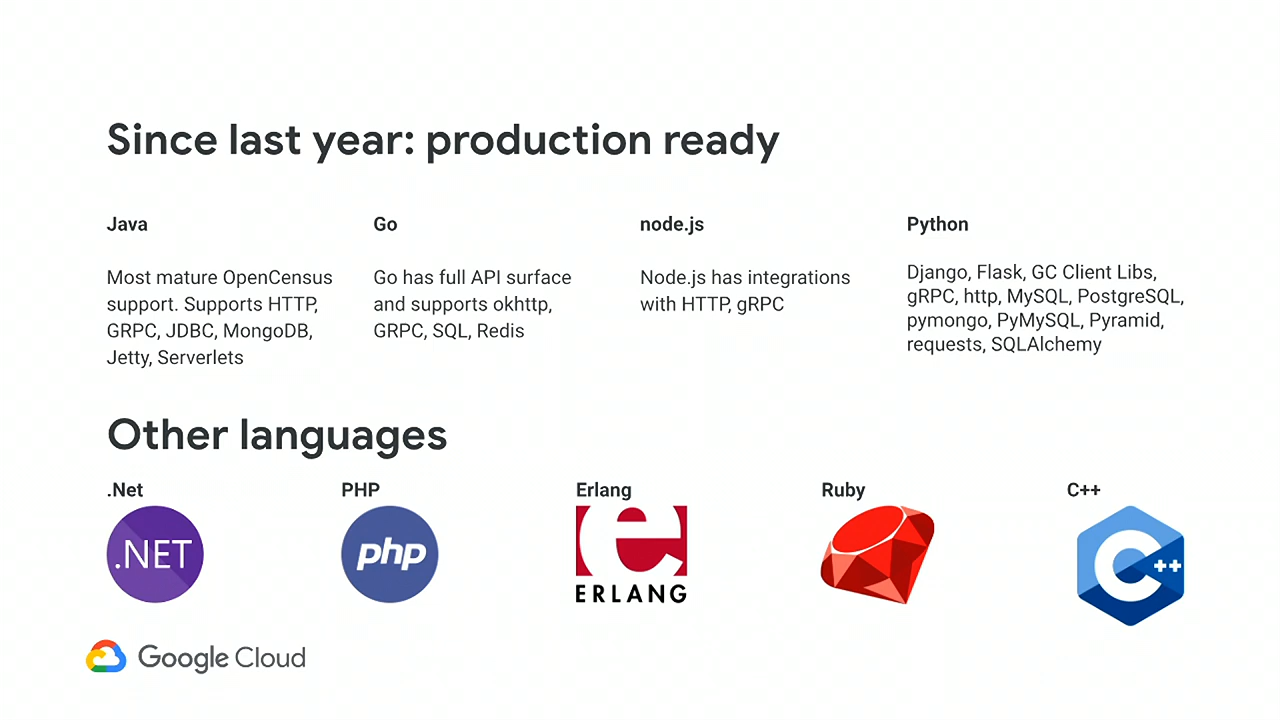 Since last year: production ready
Java
Most mature OpenCensus
support. Supports HTTP,
GRPC, JDBC, MongoDB,
Jetty, Serverlets
Go
Go has full API surface
and supports okhttp,
GRPC, SQL, Redis
node.js
Node.js has integrations
with HTTP, gRPC
Python
Django, Flask, GC Client Libs,
gRPC, http, MySQL, PostgreSQL,
pymongo, PyMySQL, Pyramid,
requests, SQLAlchemy
Other languages
.Net
.NET
PHP
php
Erlang
e
ERLANG
Ruby
C++
C++
Google Cloud